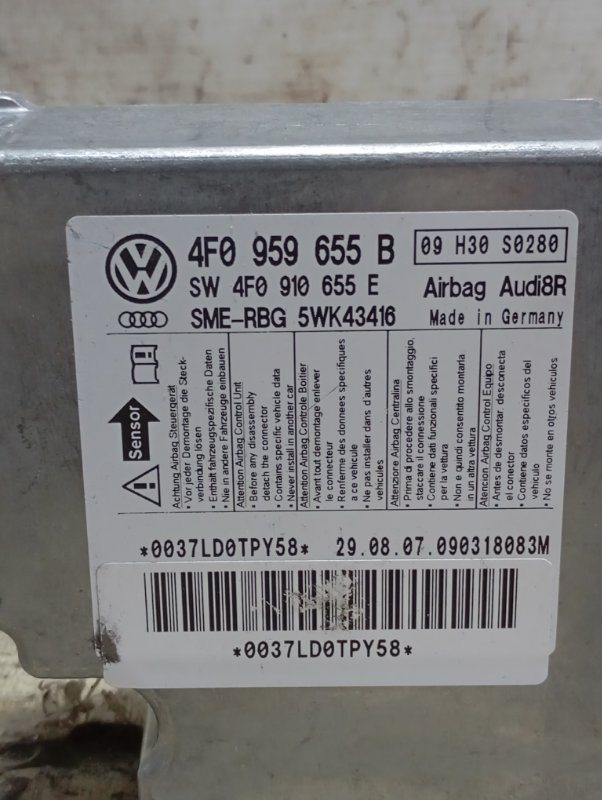 4F0 959 655 B
09 H30 S0280
SW 4F0 910 655 E
Airbag Audi8R
SME-RBG 5WK43416
Made in Germany
Sensor
Achtung Airbag Steuergerät
• Vor jeder Demontage die Steck-
verbindung lösen
• Enthält fahrzeugspezifische Daten
• Nie in andere Fahrzeuge einbauen
Attention Airbag Control Unit
• Before any disassembly
detach the connector
• Contains specific vehicle data
• Never install in another car
Attention Airbag Controle Boitier
• Avant tout demontage enlever
le connecteur
• Renferme des donnees specifiques
a ce vehicule
• Ne pas installer dans d'autres
vehicules
Attenzione Airbag Centralina
• Prima di procedere allo smontaggio,
staccare il connessione
• Contiene dati funzionali specifici
per la vettura
• Non e quindi consentito montarla
in un altra vettura
Atencion Airbag Control Equipo
• Antes de desmontar, desconecta
el conector
• Contiene datos especificos del
vehiculo
• No se monte en otros vehiculos
*0037LD0TPY58*
29.08.07.090318083M
*0037LD0TPY58*